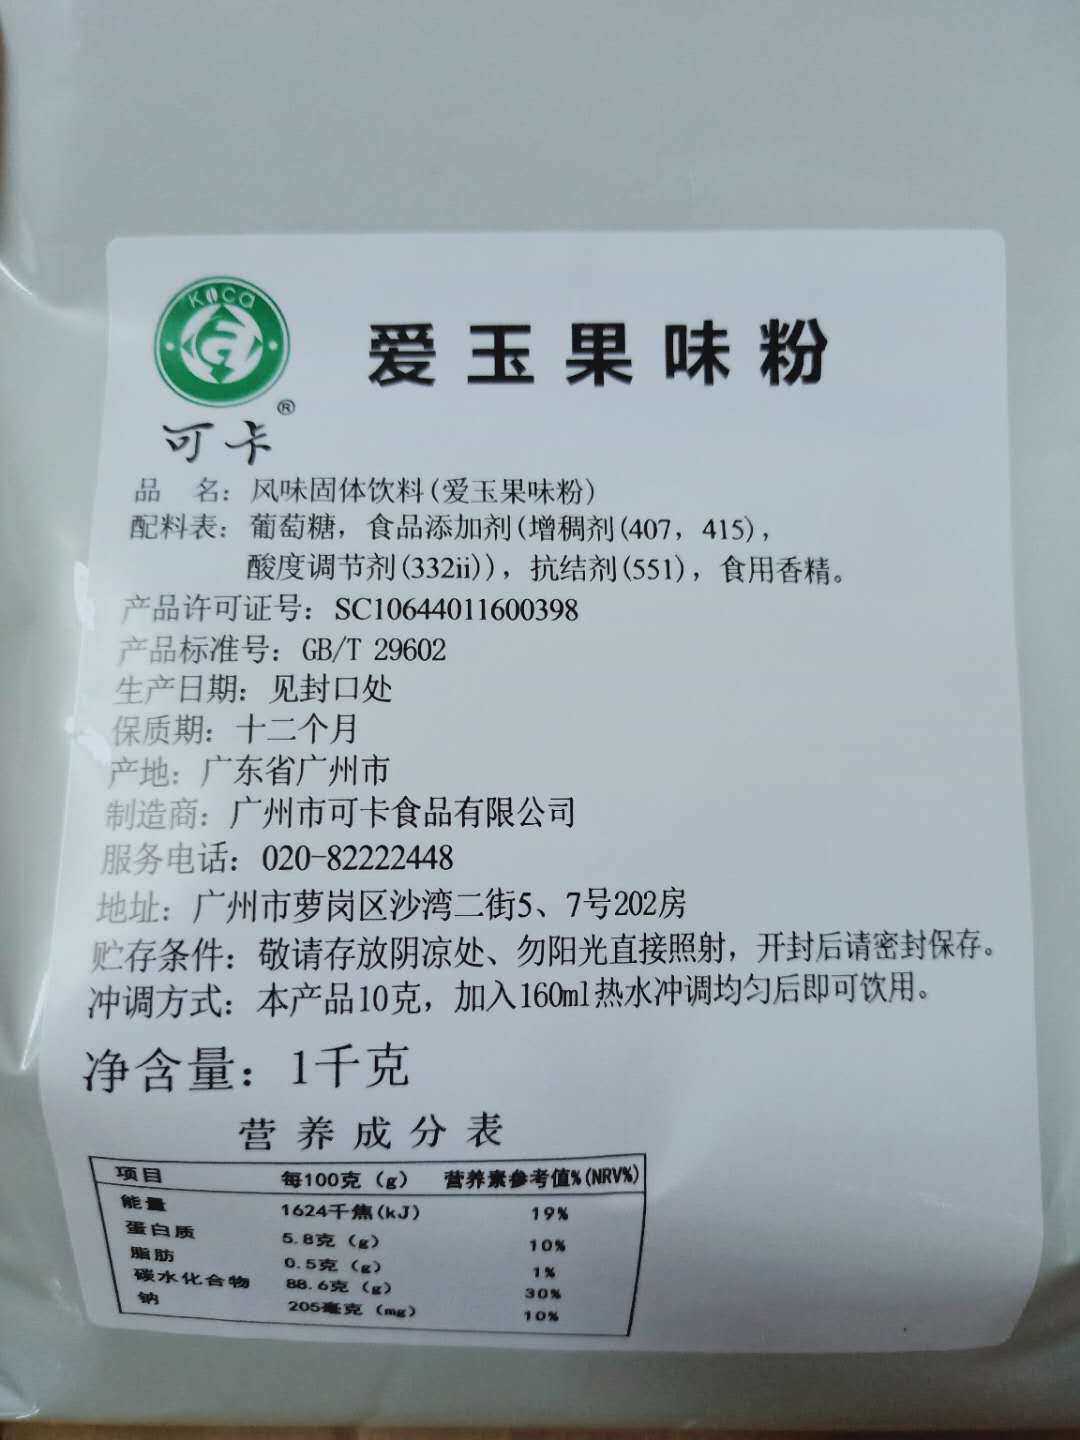 Koca
可卡®
爱玉果味粉
品 名：风味固体饮料(爱玉果味粉)
配料表：葡萄糖，食品添加剂(增稠剂(407，415)，
酸度调节剂(332ii))，抗结剂(551)，食用香精。
产品许可证号：SC10644011600398
产品标准号：GB/T 29602
生产日期：见封口处
保质期：十二个月
产地：广东省广州市
制造商：广州市可卡食品有限公司
服务电话：020-82222448
地址：广州市萝岗区沙湾二街5、7号202房
贮存条件：敬请存放阴凉处、勿阳光直接照射，开封后请密封保存。
冲调方式：本产品10克，加入160ml热水冲调均匀后即可饮用。
净含量：1千克
营养成分表
项目 每100克（g） 营养素参考值%(NRV%)
能量 1624千焦(kJ) 19%
蛋白质 5.8克（g） 10%
脂肪 0.5克（g） 1%
碳水化合物 88.6克（g） 30%
钠 205毫克（mg） 10%